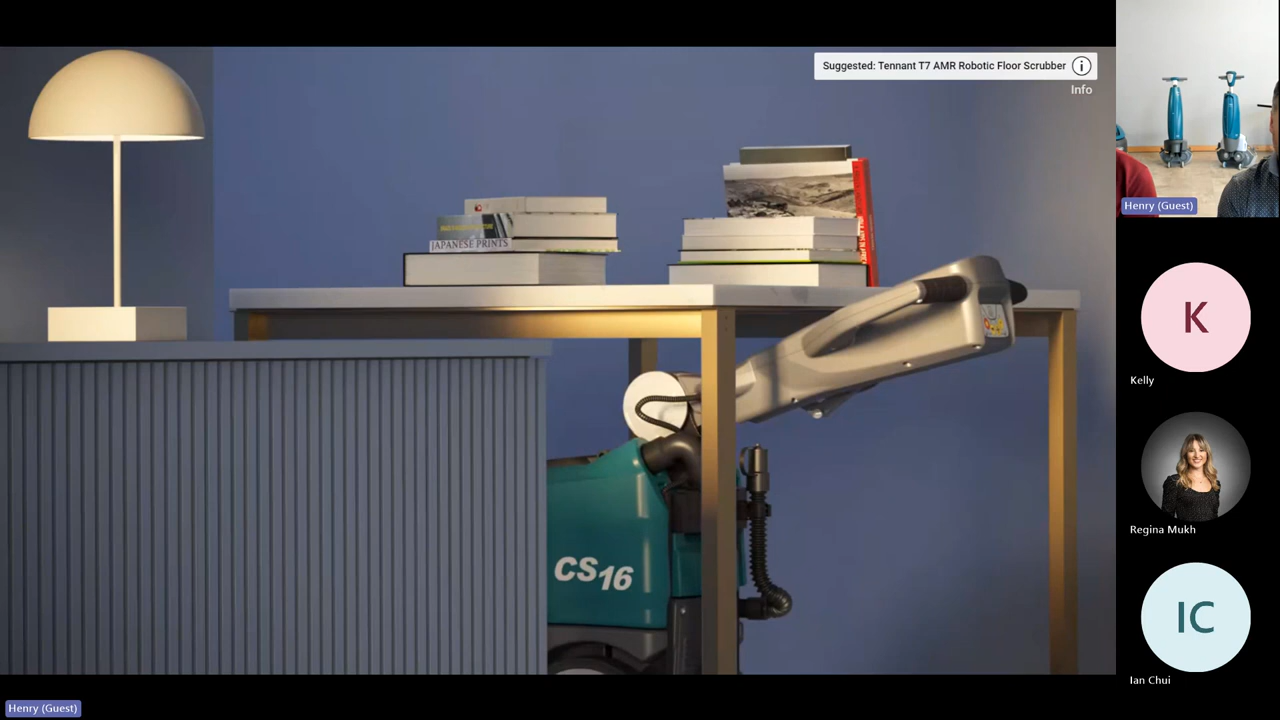 Suggested: Tennant T7 AMR Robotic Floor Scrubber
Info
JAPANESE PRINTS
CS16
Henry (Guest)
K
Kelly
Regina Mukh
IC
Ian Chui
Henry (Guest)